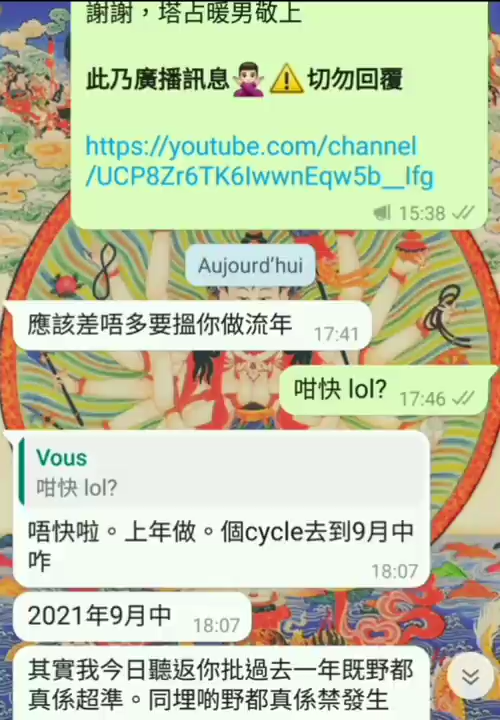 謝謝，塔占暖男敬上
此乃廣播訊息🙅🏻‍♀️⚠️切勿回覆
https://youtube.com/channel
/UCP8Zr6TK6IwwnEqw5b__Ifg
15:38
Aujourd'hui
應該差唔多要搵你做流年
17:41
咁快 lol?
17:46
Vous
咁快 lol?
唔快啦。上年做。個cycle去到9月中
咋
18:07
2021年9月中
18:07
其實我今日聽返你批過去一年既野都
真係超準。同埋啲野都真係禁發生